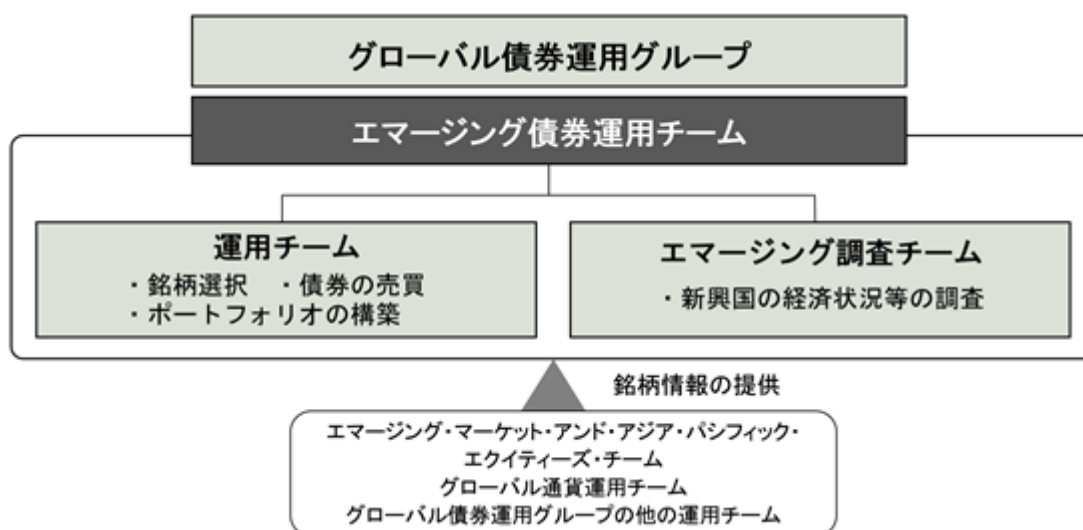 グローバル債券運用グループ
エマージング債券運用チーム
運用チーム
・銘柄選択　・債券の売買
・ポートフォリオの構築
エマージング調査チーム
・新興国の経済状況等の調査
銘柄情報の提供
エマージング・マーケット・アンド・アジア・パシフィック・
エクイティーズ・チーム
グローバル通貨運用チーム
グローバル債券運用グループの他の運用チーム